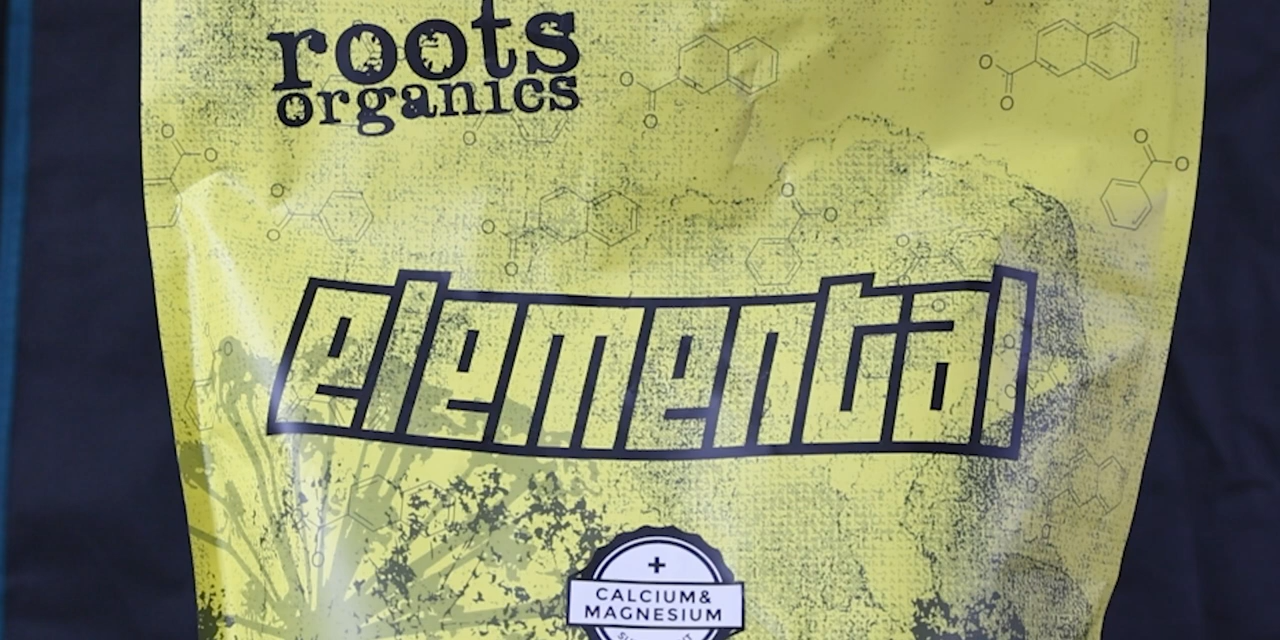 roots
organics
elemental
+
CALCIUM&
MAGNESIUM